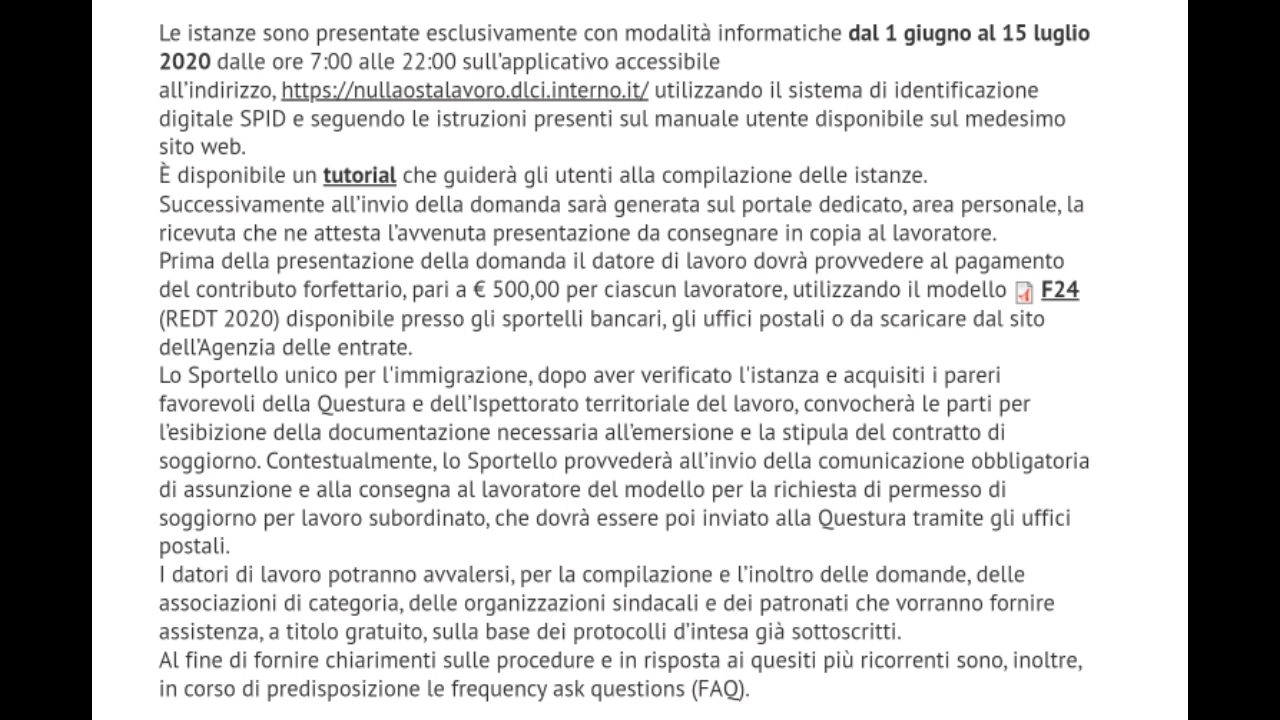 Le istanze sono presentate esclusivamente con modalità informatiche dal 1 giugno al 15 luglio
2020 dalle ore 7:00 alle 22:00 sull'applicativo accessibile
all'indirizzo, https://nullaostalavoro.dlci.interno.it/ utilizzando il sistema di identificazione
digitale SPID e seguendo le istruzioni presenti sul manuale utente disponibile sul medesimo
sito web.
È disponibile un tutorial che guiderà gli utenti alla compilazione delle istanze.
Successivamente all'invio della domanda sarà generata sul portale dedicato, area personale, la
ricevuta che ne attesta l'avvenuta presentazione da consegnare in copia al lavoratore.
Prima della presentazione della domanda il datore di lavoro dovrà provvedere al pagamento
del contributo forfettario, pari a € 500,00 per ciascun lavoratore, utilizzando il modello F24
(REDT 2020) disponibile presso gli sportelli bancari, gli uffici postali o da scaricare dal sito
dell'Agenzia delle entrate.
Lo Sportello unico per l'immigrazione, dopo aver verificato l'istanza e acquisiti i pareri
favorevoli della Questura e dell'Ispettorato territoriale del lavoro, convocherà le parti per
l'esibizione della documentazione necessaria all'emersione e la stipula del contratto di
soggiorno. Contestualmente, lo Sportello provvederà all'invio della comunicazione obbligatoria
di assunzione e alla consegna al lavoratore del modello per la richiesta di permesso di
soggiorno per lavoro subordinato, che dovrà essere poi inviato alla Questura tramite gli uffici
postali.
I datori di lavoro potranno avvalersi, per la compilazione e l'inoltro delle domande, delle
associazioni di categoria, delle organizzazioni sindacali e dei patronati che vorranno fornire
assistenza, a titolo gratuito, sulla base dei protocolli d'intesa già sottoscritti.
Al fine di fornire chiarimenti sulle procedure e in risposta ai quesiti più ricorrenti sono, inoltre,
in corso di predisposizione le frequency ask questions (FAQ).